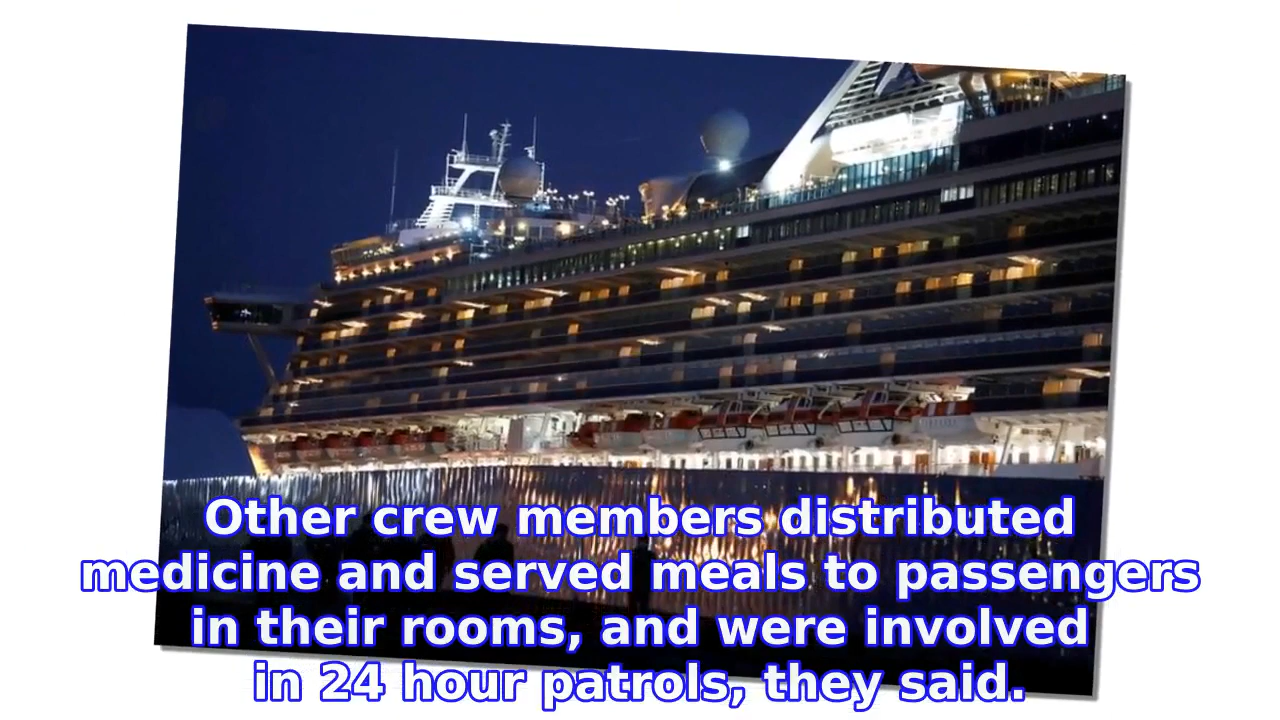 Other crew members distributed
medicine and served meals to passengers
in their rooms, and were involved
in 24 hour patrols, they said.